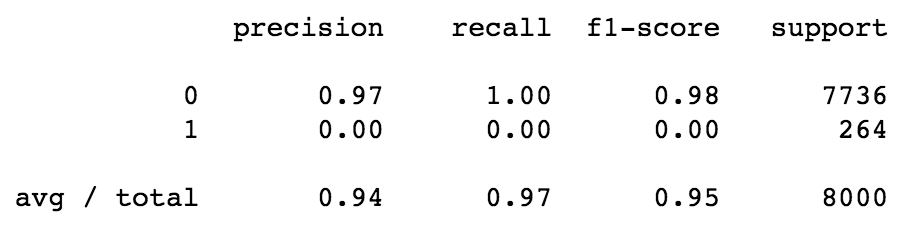 precision recall f1-score support
0 0.97 1.00 0.98 7736
1 0.00 0.00 0.00 264
avg / total 0.94 0.97 0.95 8000